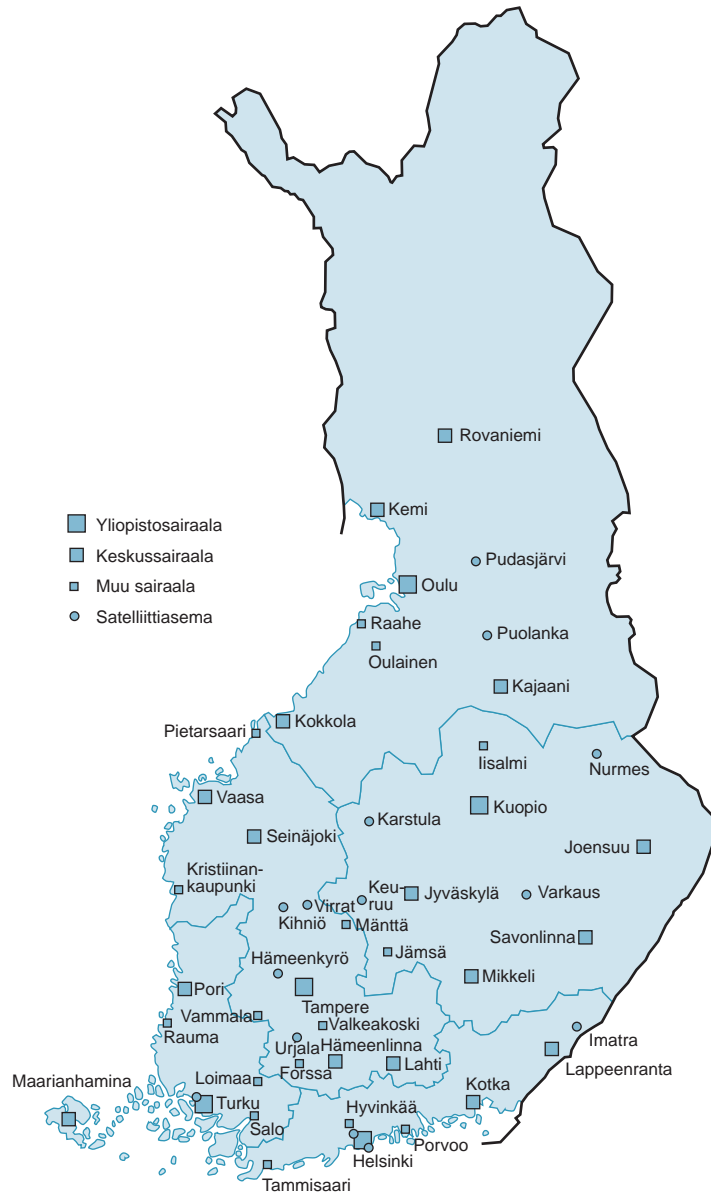 Rovaniemi
Kemi
Yliopistosairaala
Keskussairaala
Muu sairaala
Satelliittiasema
Pudasjärvi
Oulu
Raahe
Puolanka
Oulainen
Kajaani
Kokkola
Pietarsaari
Iisalmi
Nurmes
Vaasa
Kuopio
Karstula
Seinäjoki
Joensuu
Kristiinan-
kaupunki
Keu-
ruu
Jyväskylä
Varkaus
Virrat
Kihniö
Mänttä
Savonlinna
Jämsä
Hämeenkyrö
Mikkeli
Pori
Tampere
Vammala
Valkeakoski
Rauma
Urjala
Hämeenlinna
Imatra
Forssa
Lahti
Lappeenranta
Maarianhamina
Loimaa
Kotka
Turku
Salo
Hyvinkää
Porvoo
Helsinki
Tammisaari